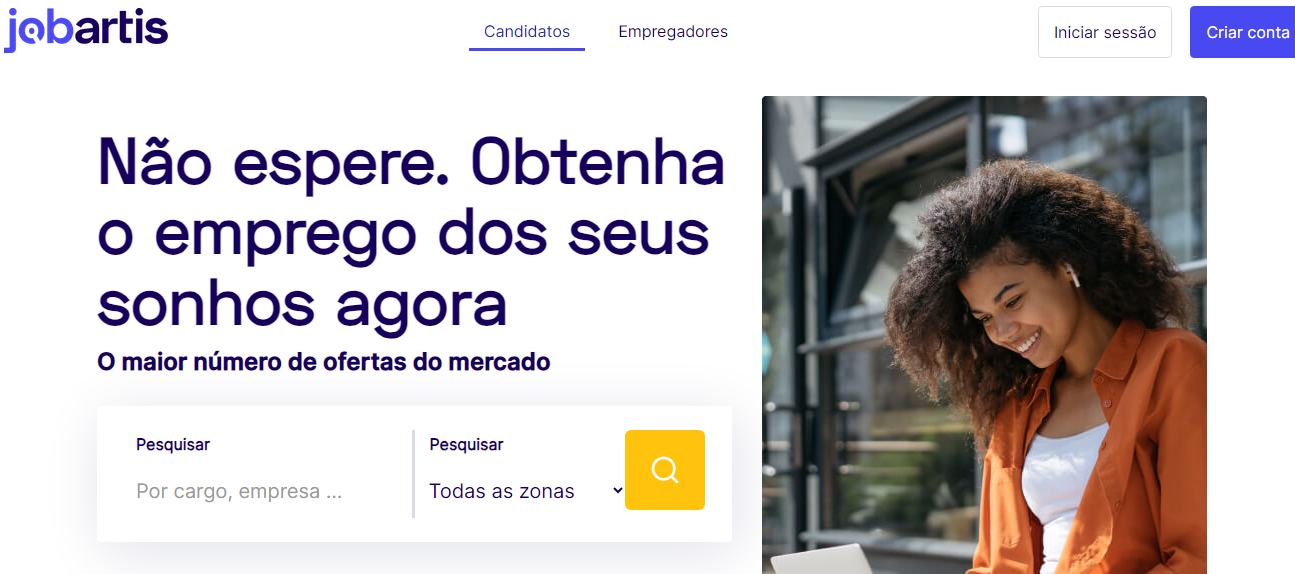 jobartis
Candidatos
Empregadores
Iniciar sessão
Criar conta
Não espere. Obtenha
o emprego dos seus
sonhos agora
O maior número de ofertas do mercado
Pesquisar
Por cargo, empresa ...
Pesquisar
Todas as zonas